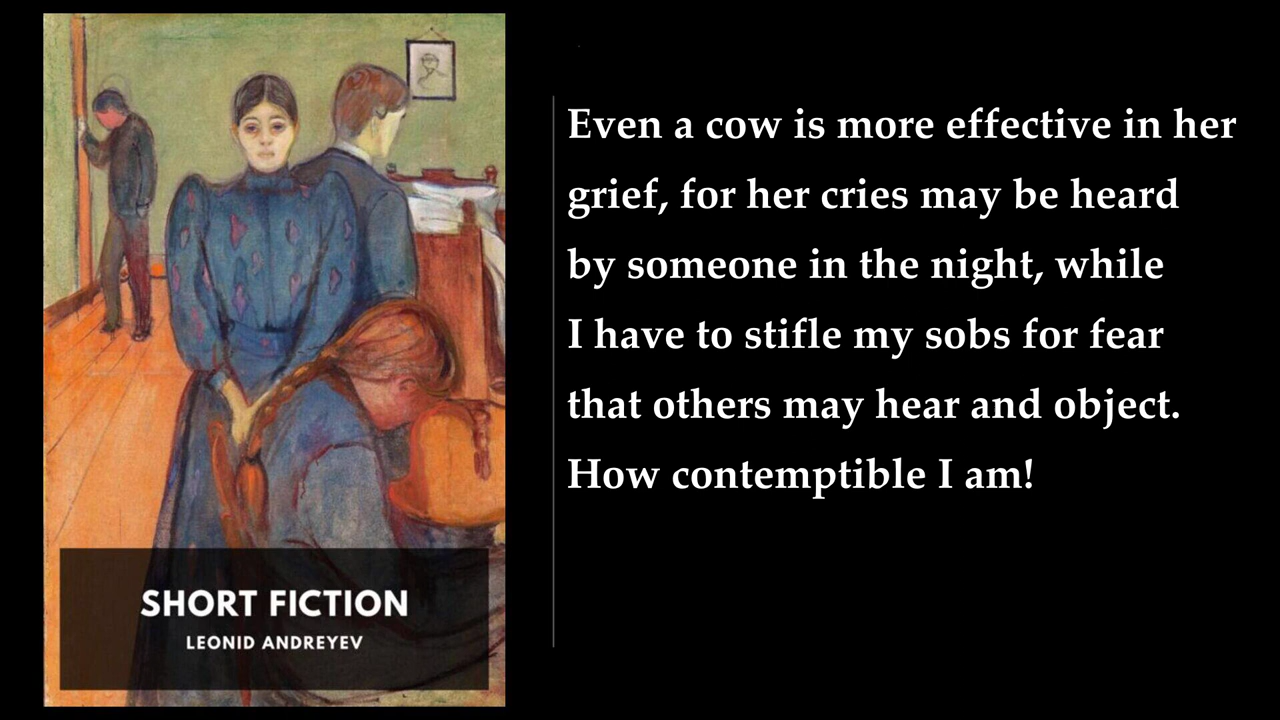 SHORT FICTION
LEONID ANDREYEV
Even a cow is more effective in her
grief, for her cries may be heard
by someone in the night, while
I have to stifle my sobs for fear
that others may hear and object.
How contemptible I am!